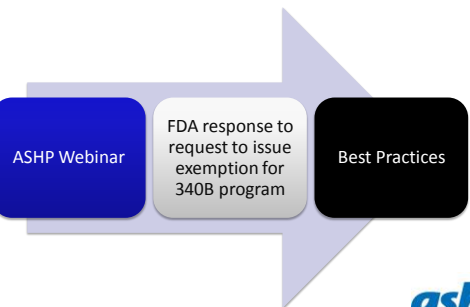 ASHP Webinar
FDA response to
request to issue
exemption for
340B program
Best Practices